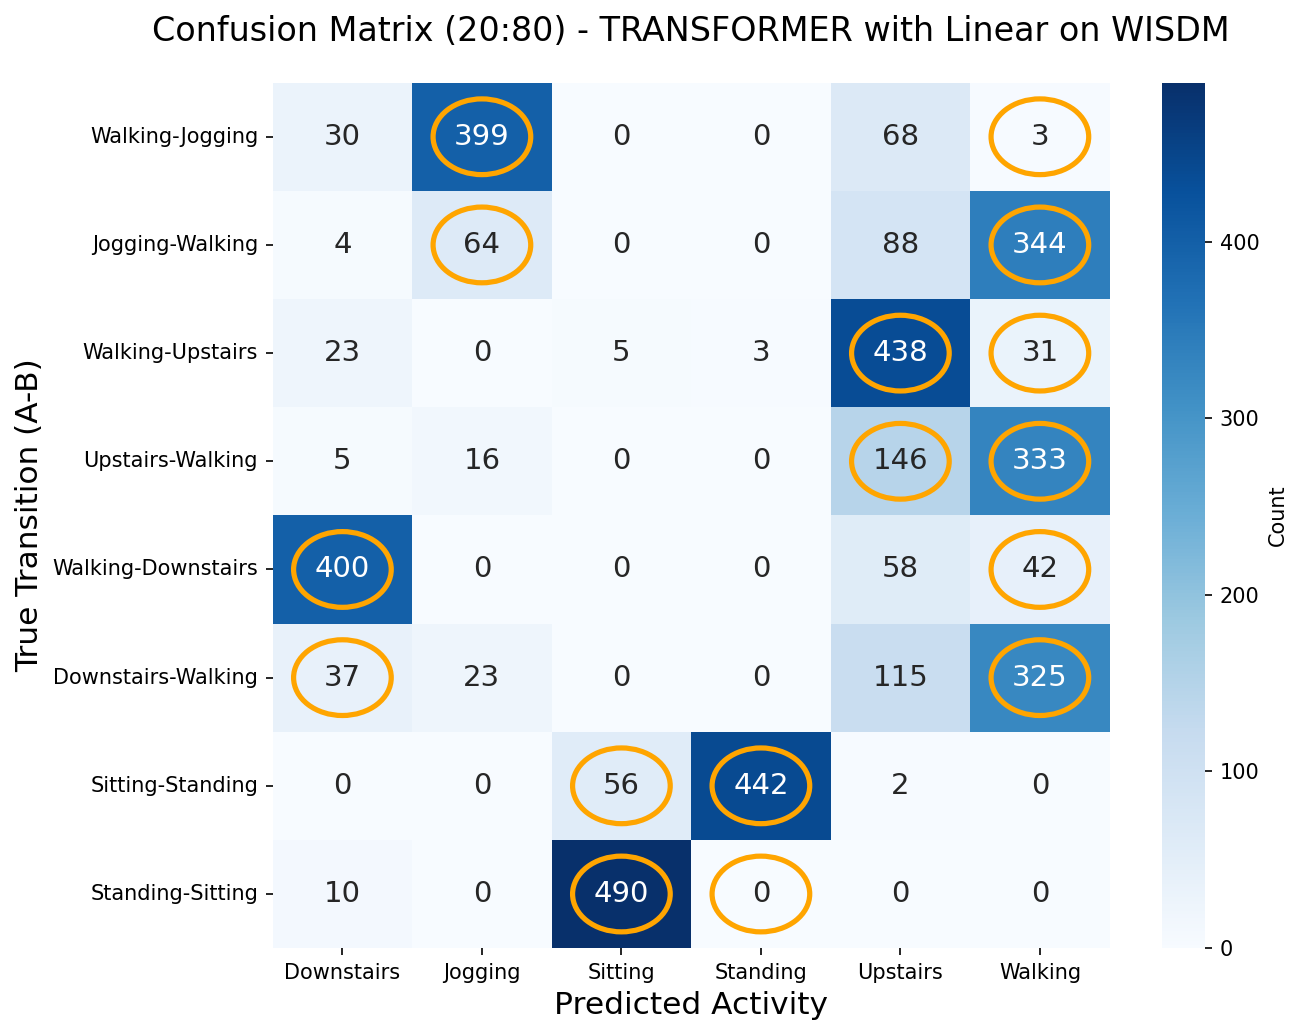 Confusion Matrix (20:80) - TRANSFORMER with Linear on WISDM
True Transition (A-B)
Walking-Jogging 30 399 0 0 68 3
Jogging-Walking 4 64 0 0 88 344
Walking-Upstairs 23 0 5 3 438 31
Upstairs-Walking 5 16 0 0 146 333
Walking-Downstairs 400 0 0 0 58 42
Downstairs-Walking 37 23 0 0 115 325
Sitting-Standing 0 0 56 442 2 0
Standing-Sitting 10 0 490 0 0 0
Downstairs Jogging Sitting Standing Upstairs Walking
Predicted Activity
400
300
200
100
0
Count